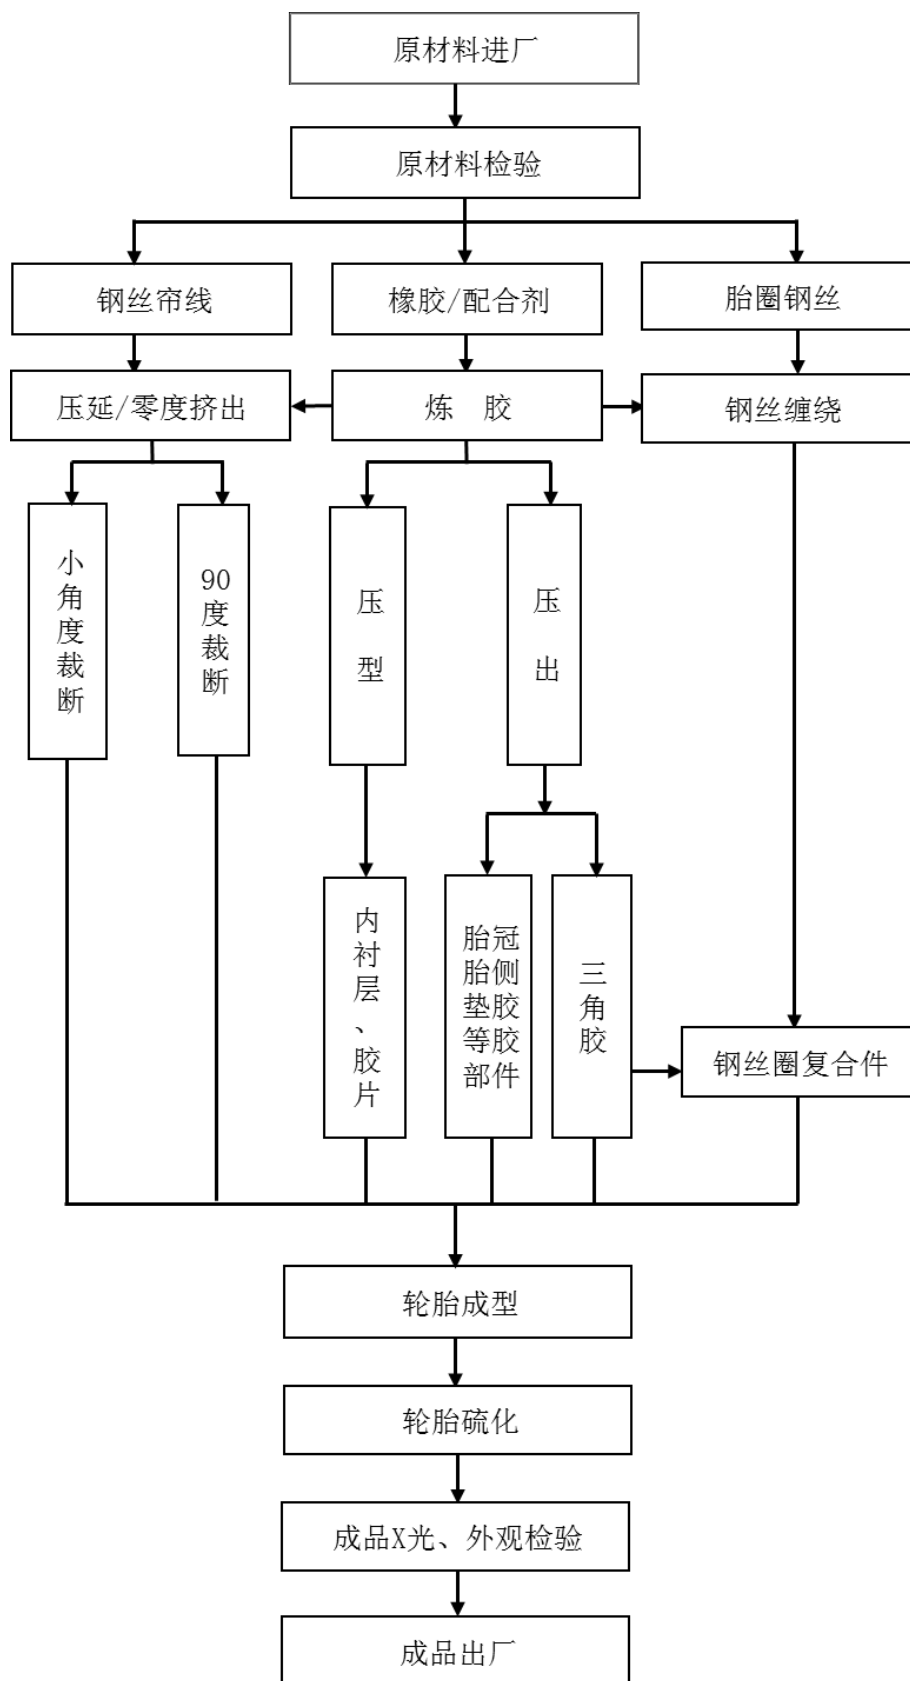 原材料进厂
原材料检验
钢丝帘线
橡胶/配合剂
胎圈钢丝
压延/零度挤出
炼 胶
钢丝缠绕
小角度裁断
90度裁断
压型
压出
内衬层、胶片
胎冠
胎侧
垫胶
等胶
部件
三角胶
钢丝圈复合件
轮胎成型
轮胎硫化
成品X光、外观检验
成品出厂